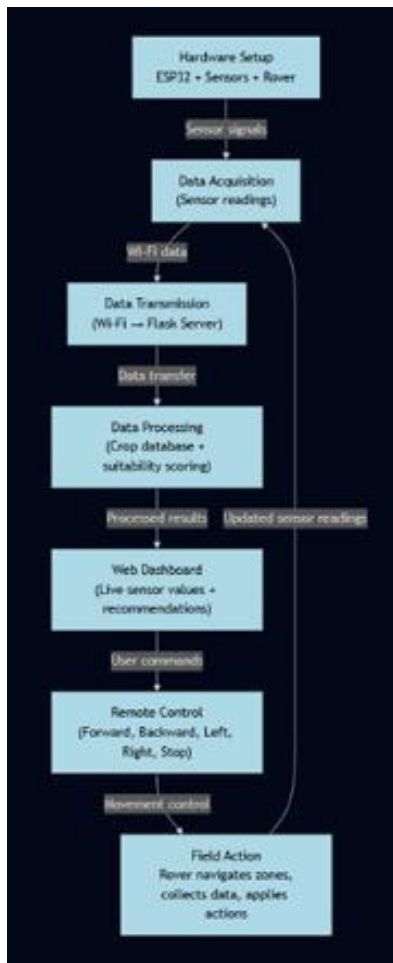 Hardware Setup
ESP32 + Sensors + Rover
Sensor signals
Data Acquisition
(Sensor readings)
Wi-Fi data
Data Transmission
(Wi-Fi → Flask Server)
Data transfer
Data Processing
(Crop database +
suitability scoring)
Processed results
Updated sensor readings
Web Dashboard
(Live sensor values +
recommendations)
User commands
Remote Control
(Forward, Backward, Left,
Right, Stop)
Movement control
Field Action
Rover navigates zones,
collects data, applies
actions